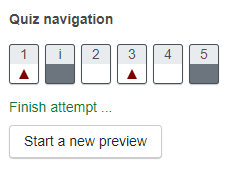 Quiz navigation
1 i 2 3 4 5
Finish attempt ...
Start a new preview